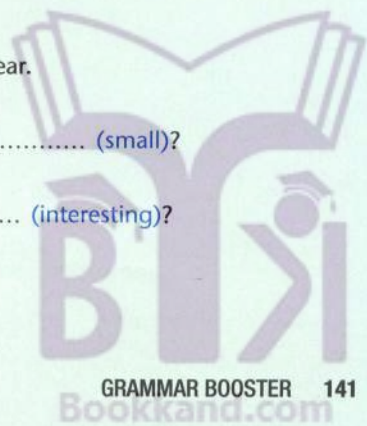 ear.
.............. (small)?
... (interesting)?
GRAMMAR BOOSTER 141
Bookkand.com